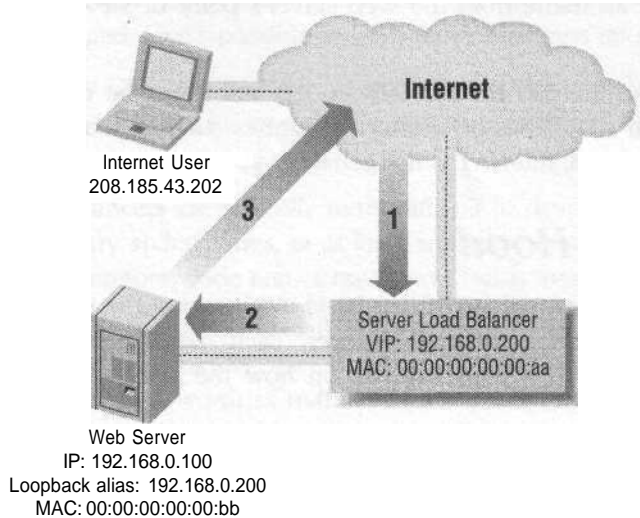 Internet
Internet User
208.185.43.202
3
1
2
Server Load Balancer
VIP: 192.168.0.200
MAC: 00:00:00:00:00:aa
Web Server
IP: 192.168.0.100
Loopback alias: 192.168.0.200
MAC: 00:00:00:00:00:bb